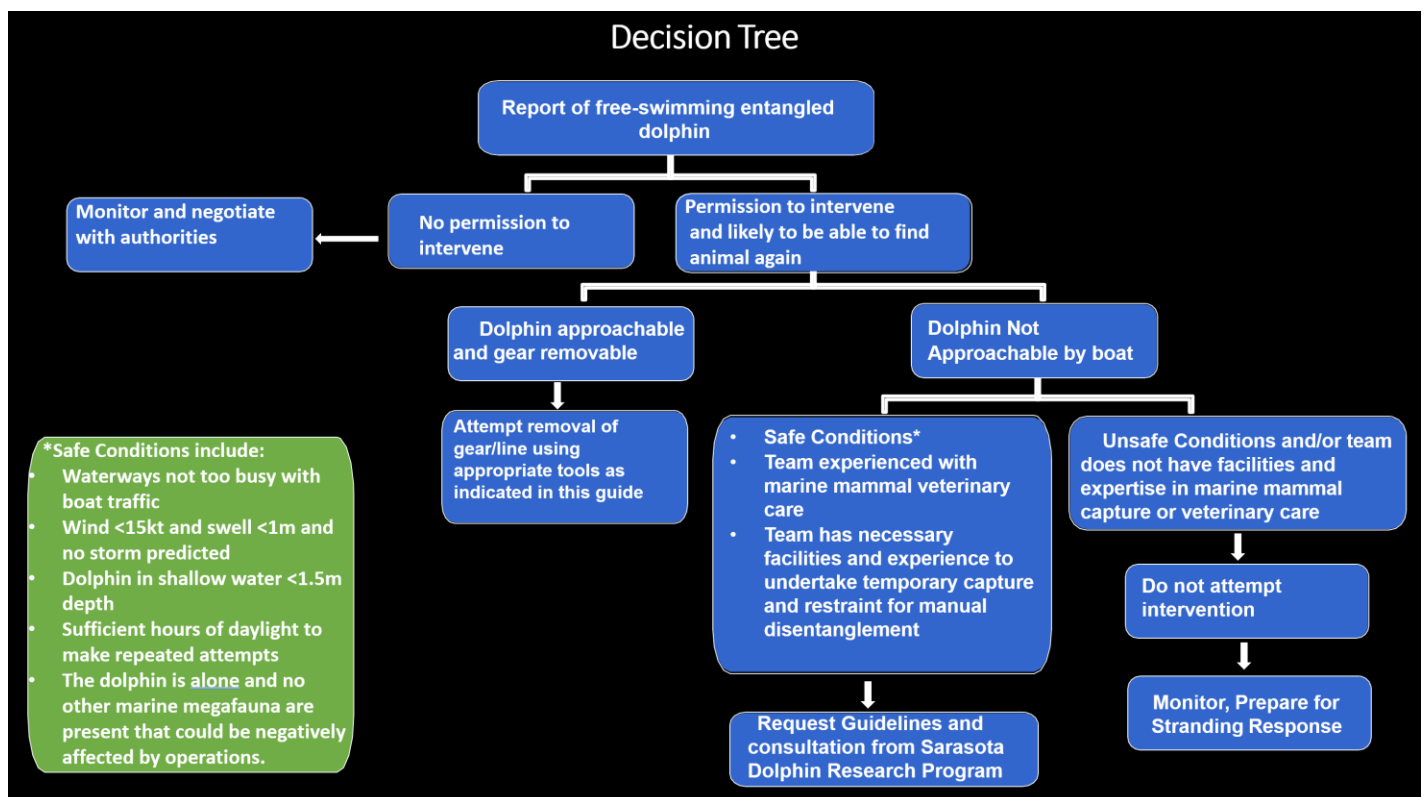 Decision Tree
Report of free-swimming entangled
dolphin
Monitor and negotiate
with authorities
No permission to
intervene
Permission to intervene
and likely to be able to find
animal again
Dolphin approachable
and gear removable
Dolphin Not
Approachable by boat
Attempt removal of
gear/line using
appropriate tools as
indicated in this guide
• Safe Conditions*
• Team experienced with
marine mammal veterinary
care
• Team has necessary
facilities and experience to
undertake temporary capture
and restraint for manual
disentanglement
Unsafe Conditions and/or team
does not have facilities and
expertise in marine mammal
capture or veterinary care
Do not attempt
intervention
Request Guidelines and
consultation from Sarasota
Dolphin Research Program
Monitor, Prepare for
Stranding Response
*Safe Conditions include:
• Waterways not too busy with
boat traffic
• Wind <15kt and swell <1m and
no storm predicted
• Dolphin in shallow water <1.5m
depth
• Sufficient hours of daylight to
make repeated attempts
• The dolphin is alone and no
other marine megafauna are
present that could be negatively
affected by operations.